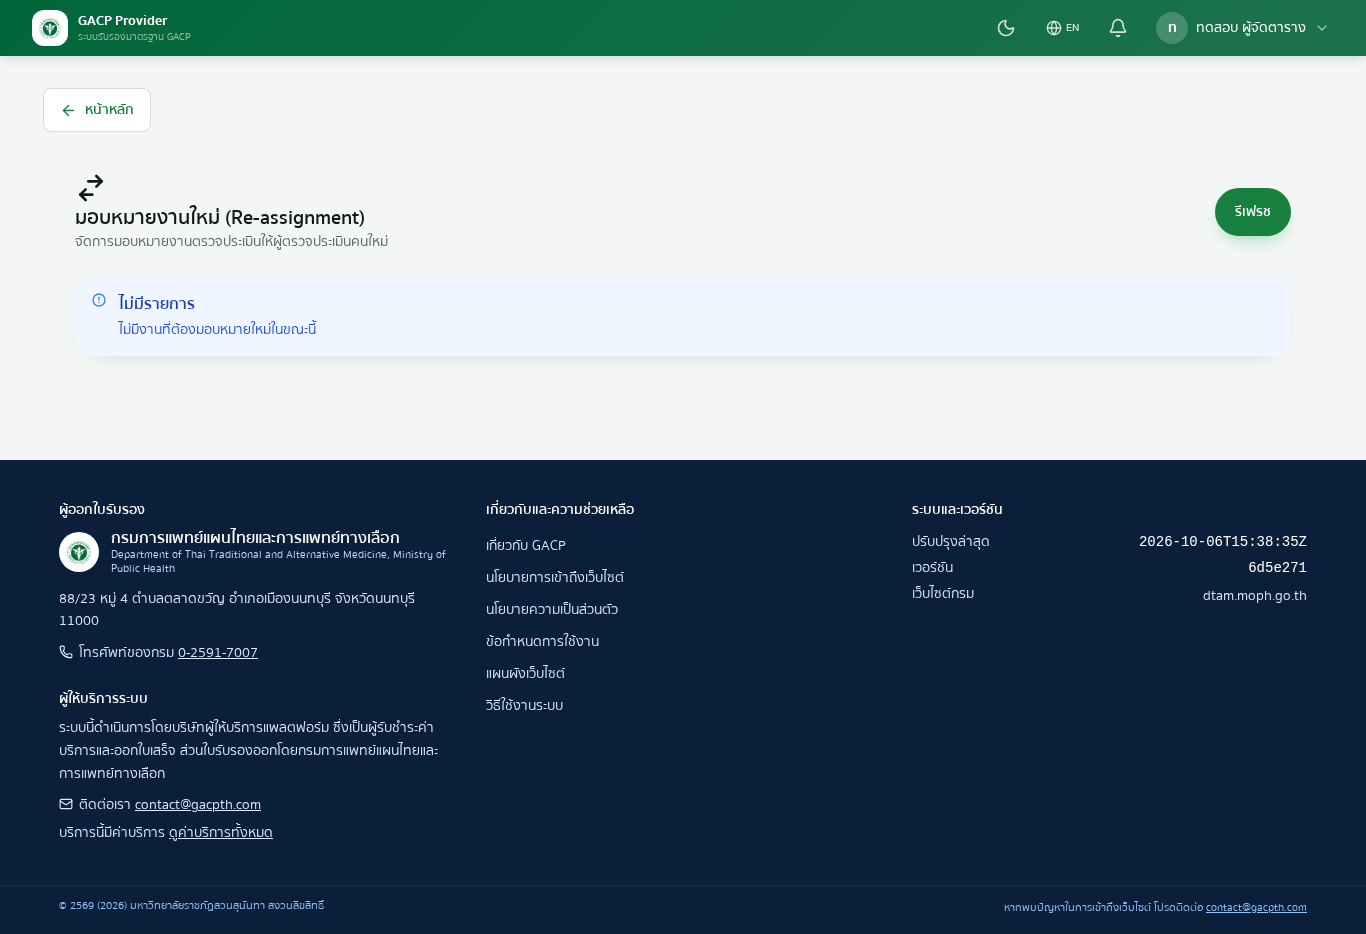 GACP Provider
ระบบรับรองมาตรฐาน GACP
EN
ท
ทดสอบ ผู้จัดตาราง
หน้าหลัก
มอบหมายงานใหม่ (Re-assignment)
จัดการมอบหมายงานตรวจประเมินให้ผู้ตรวจประเมินคนใหม่
รีเฟรช
ไม่มีรายการ
ไม่มีงานที่ต้องมอบหมายใหม่ในขณะนี้
ผู้ออกใบรับรอง
กรมการแพทย์แผนไทยและการแพทย์ทางเลือก
Department of Thai Traditional and Alternative Medicine, Ministry of
Public Health
88/23 หมู่ 4 ตำบลตลาดขวัญ อำเภอเมืองนนทบุรี จังหวัดนนทบุรี
11000
โทรศัพท์ของกรม 0-2591-7007
ผู้ให้บริการระบบ
ระบบนี้ดำเนินการโดยบริษัทผู้ให้บริการแพลตฟอร์ม ซึ่งเป็นผู้รับชำระค่า
บริการและออกใบเสร็จ ส่วนใบรับรองออกโดยกรมการแพทย์แผนไทยและ
การแพทย์ทางเลือก
ติดต่อเรา contact@gacpth.com
บริการนี้มีค่าบริการ ดูค่าบริการทั้งหมด
เกี่ยวกับและความช่วยเหลือ
เกี่ยวกับ GACP
นโยบายการเข้าถึงเว็บไซต์
นโยบายความเป็นส่วนตัว
ข้อกำหนดการใช้งาน
แผนผังเว็บไซต์
วิธีใช้งานระบบ
ระบบและเวอร์ชัน
ปรับปรุงล่าสุด 2026-10-06T15:38:35Z
เวอร์ชัน 6d5e271
เว็บไซต์กรม dtam.moph.go.th
© 2569 (2026) มหาวิทยาลัยราชภัฏสวนสุนันทา สงวนลิขสิทธิ์
หากพบปัญหาในการเข้าถึงเว็บไซต์ โปรดติดต่อ contact@gacpth.com